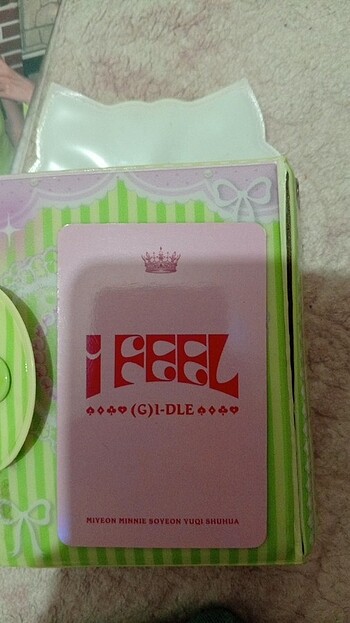 I FEEL
♠♦♣♥ (G)I-DLE ♠♦♣♥
MIYEON MINNIE SOYEON YUQI SHUHUA